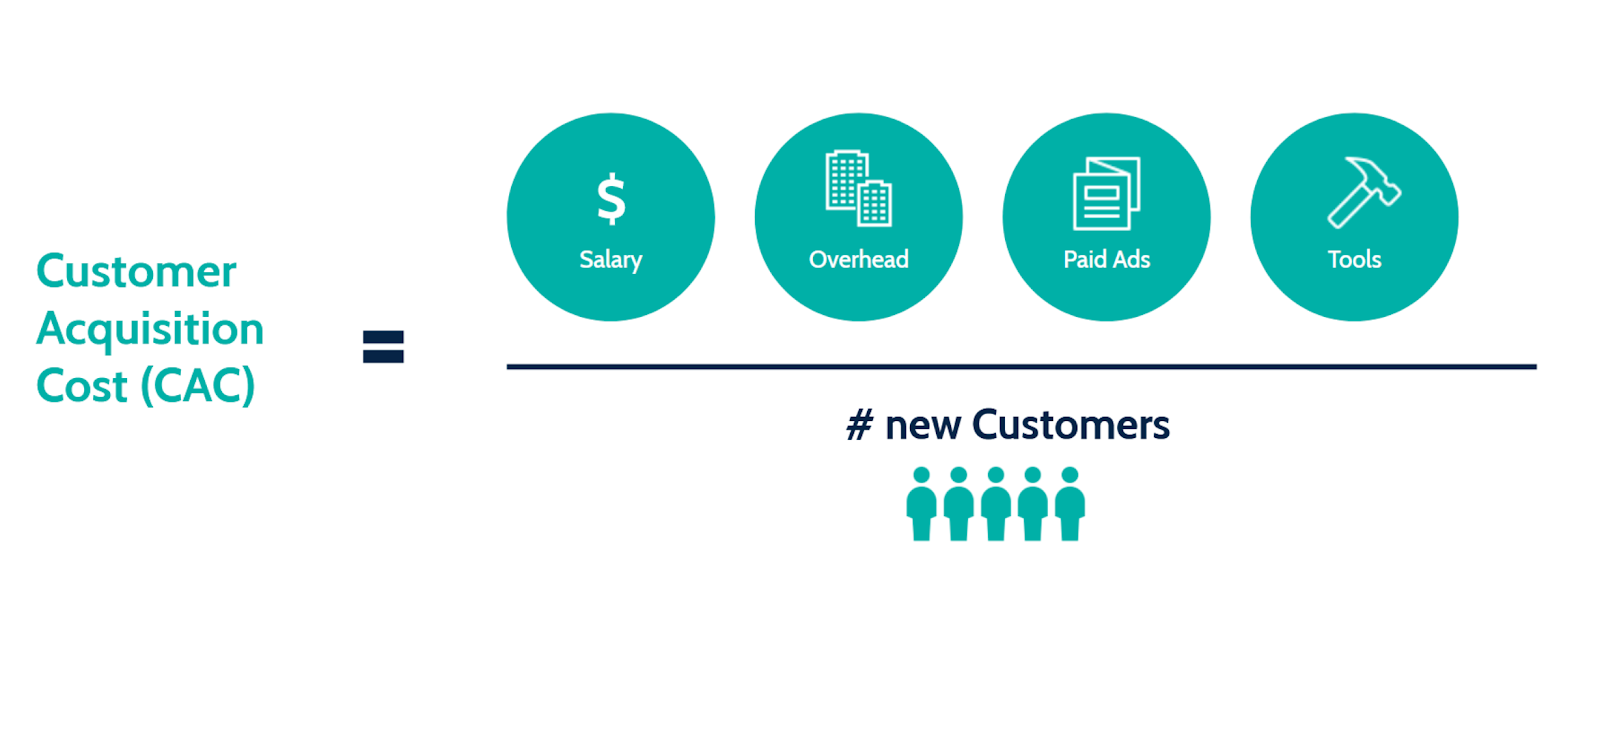 Customer
Acquisition
Cost (CAC)
=
$
Salary
Overhead
Paid Ads
Tools
# new Customers